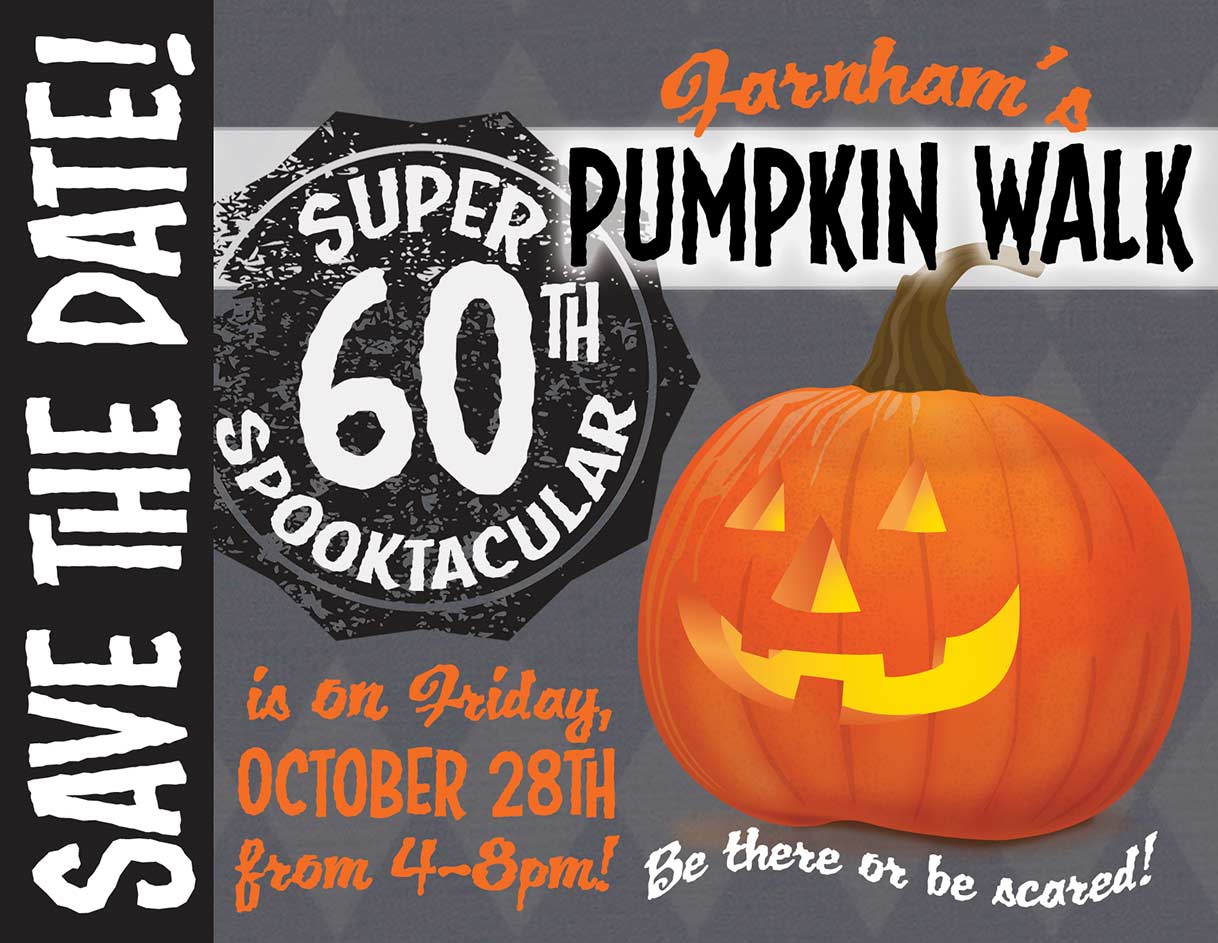 SAVE THE DATE!
Farnham's
PUMPKIN WALK
SUPER
60TH
SPOOKTACULAR
is on Friday,
OCTOBER 28TH
from 4-8pm!
Be there or be scared!